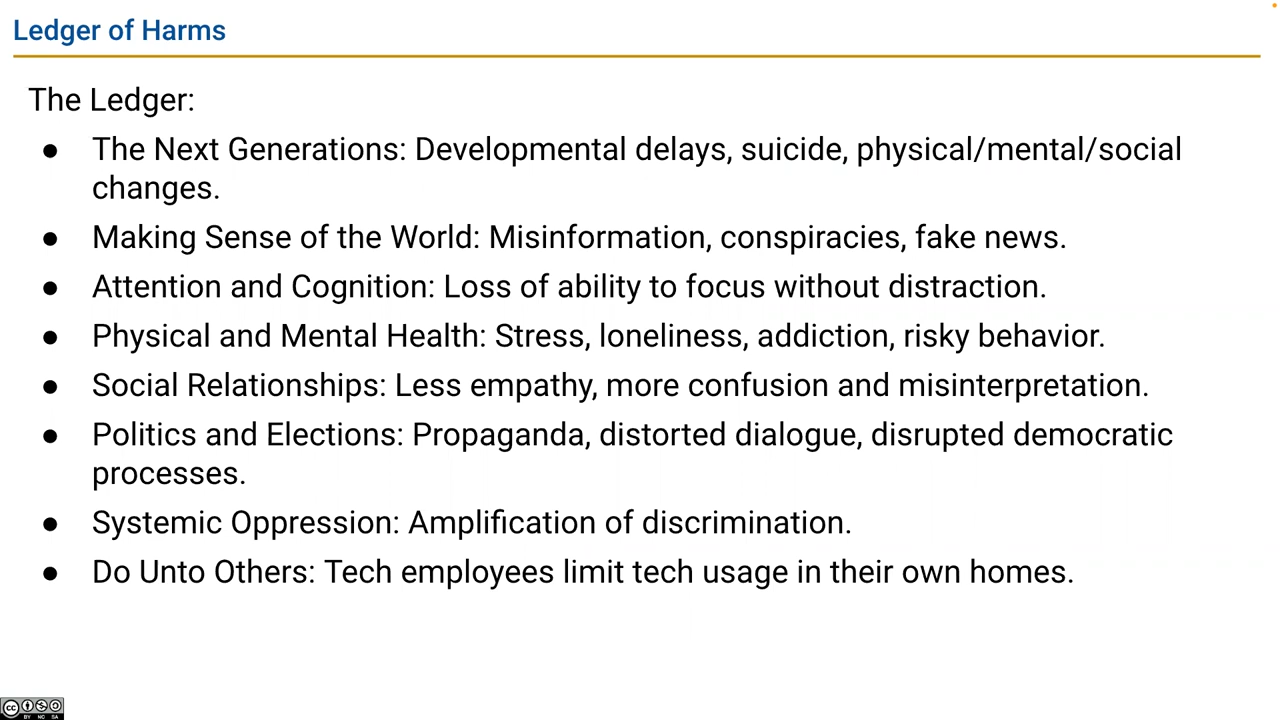 Ledger of Harms
The Ledger:
● The Next Generations: Developmental delays, suicide, physical/mental/social
changes.
● Making Sense of the World: Misinformation, conspiracies, fake news.
● Attention and Cognition: Loss of ability to focus without distraction.
● Physical and Mental Health: Stress, loneliness, addiction, risky behavior.
● Social Relationships: Less empathy, more confusion and misinterpretation.
● Politics and Elections: Propaganda, distorted dialogue, disrupted democratic
processes.
● Systemic Oppression: Amplification of discrimination.
● Do Unto Others: Tech employees limit tech usage in their own homes.
cc BY NC SA